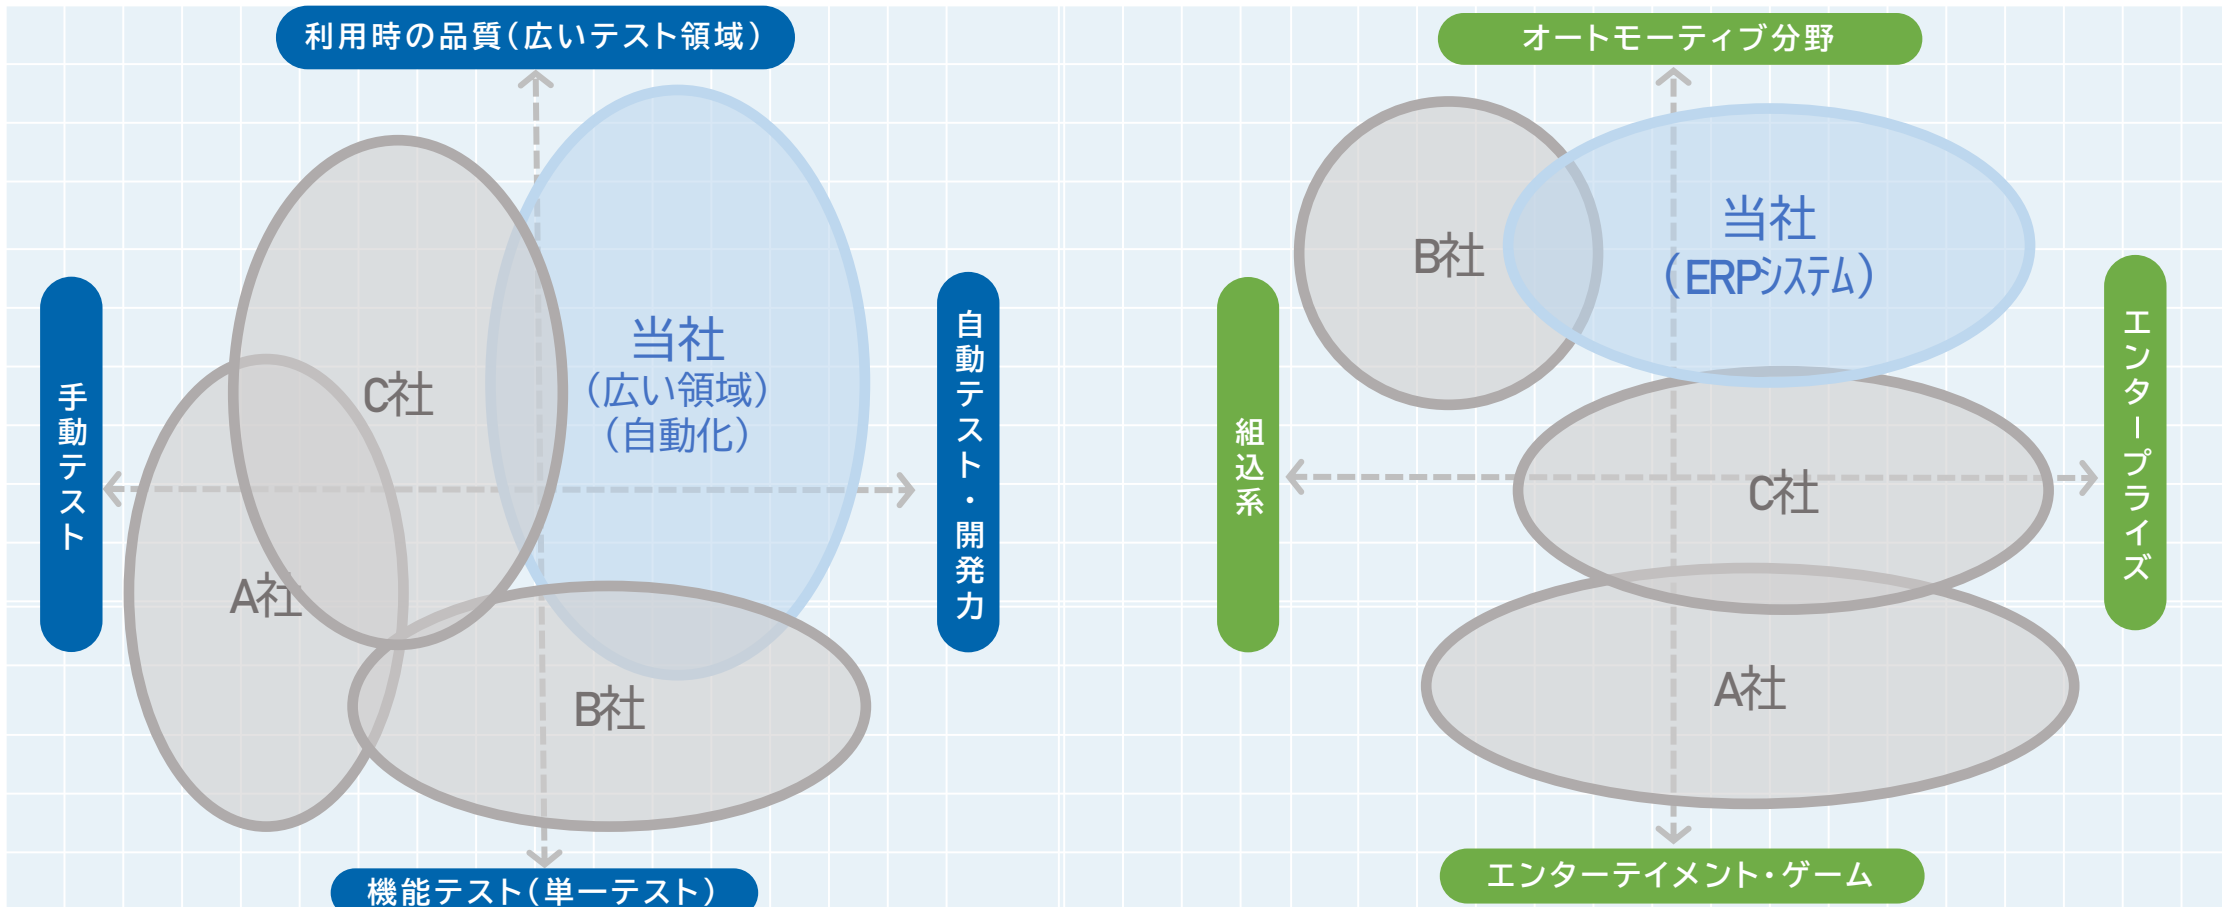 利用時の品質（広いテスト領域）
手動テスト
C社
A社
B社
当社
（広い領域）
（自動化）
自動テスト・開発力
機能テスト（単一テスト）
オートモーティブ分野
組込系
B社
当社
（ERPシステム）
C社
A社
エンタープライズ
エンターテイメント・ゲーム